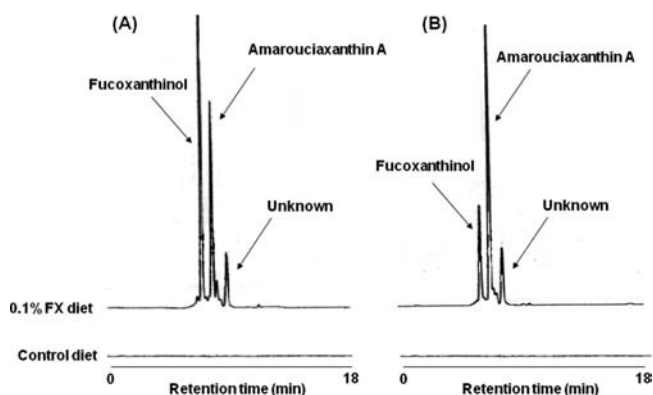 (A)
Fucoxanthinol
Amarouciaxanthin A
Unknown
(B)
Amarouciaxanthin A
Fucoxanthinol
Unknown
0.1% FX diet
Control diet
0 18 0 18
Retention time (min) Retention time (min)